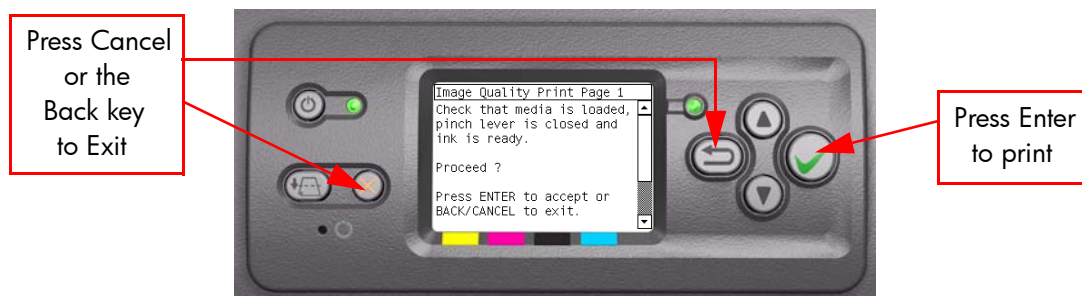 Press Cancel
or the
Back key
to Exit
Image Quality Print Page 1
Check that media is loaded,
pinch lever is closed and
ink is ready.
Proceed ?
Press ENTER to accept or
BACK/CANCEL to exit.
Press Enter
to print